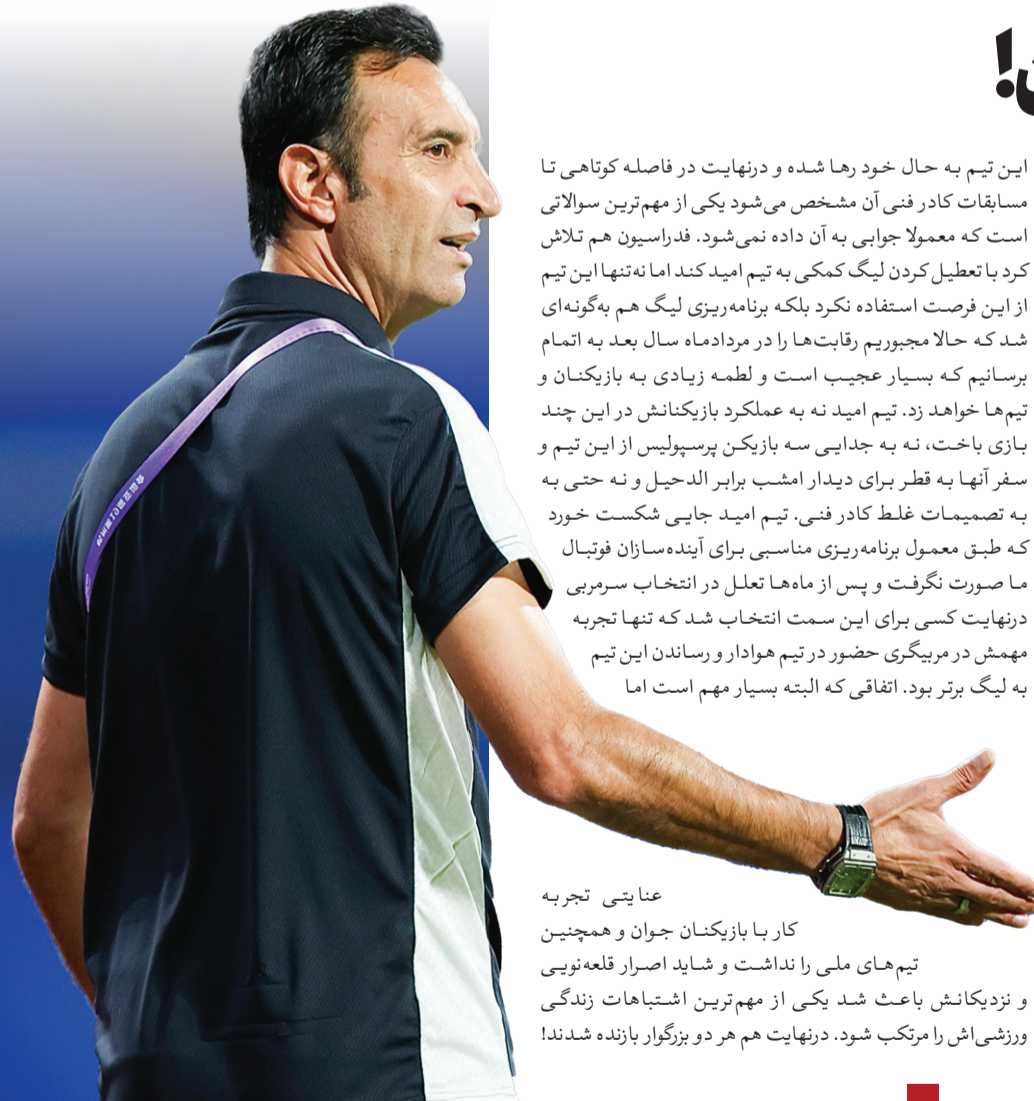 این تیم به حال خود رها شده و درنهایت در فاصله کوتاهی تا
مسابقات کادر فنی آن مشخص می‌شود یکی از مهم‌ترین سوالاتی
است که معمولا جوابی به آن داده نمی‌شود. فدراسیون هم تلاش
کرد با تعطیل کردن لیگ کمکی به تیم امید کند اما نه‌تنها این تیم
از این فرصت استفاده نکرد بلکه برنامه‌ریزی لیگ هم به‌گونه‌ای
شد که حالا مجبوریم رقابت‌ها را در مردادماه سال بعد به اتمام
برسانیم که بسیار عجیب است و لطمه زیادی به بازیکنان و
تیم‌ها خواهد زد. تیم امید نه به عملکرد بازیکنانش در این چند
بازی باخت، نه به جدایی سه بازیکن پرسپولیس از این تیم و
سفر آنها به قطر برای دیدار امشب برابر الدحیل و نه حتی به
به تصمیمات غلط کادر فنی. تیم امید جایی شکست خورد
که طبق معمول برنامه‌ریزی مناسبی برای آینده‌سازان فوتبال
ما صورت نگرفت و پس از ماه‌ها تعلل در انتخاب سرمربی
درنهایت کسی برای این سمت انتخاب شد که تنها تجربه
مهمش در مربیگری حضور در تیم هوادار و رساندن این تیم
به لیگ برتر بود. اتفاقی که البته بسیار مهم است اما
عنایتی تجربه
کار با بازیکنان جوان و همچنین
تیم‌های ملی را نداشت و شاید اصرار قلعه‌نویی
و نزدیکانش باعث شد یکی از مهم‌ترین اشتباهات زندگی
ورزشی‌اش را مرتکب شود. درنهایت هم هر دو بزرگوار بازنده شدند!